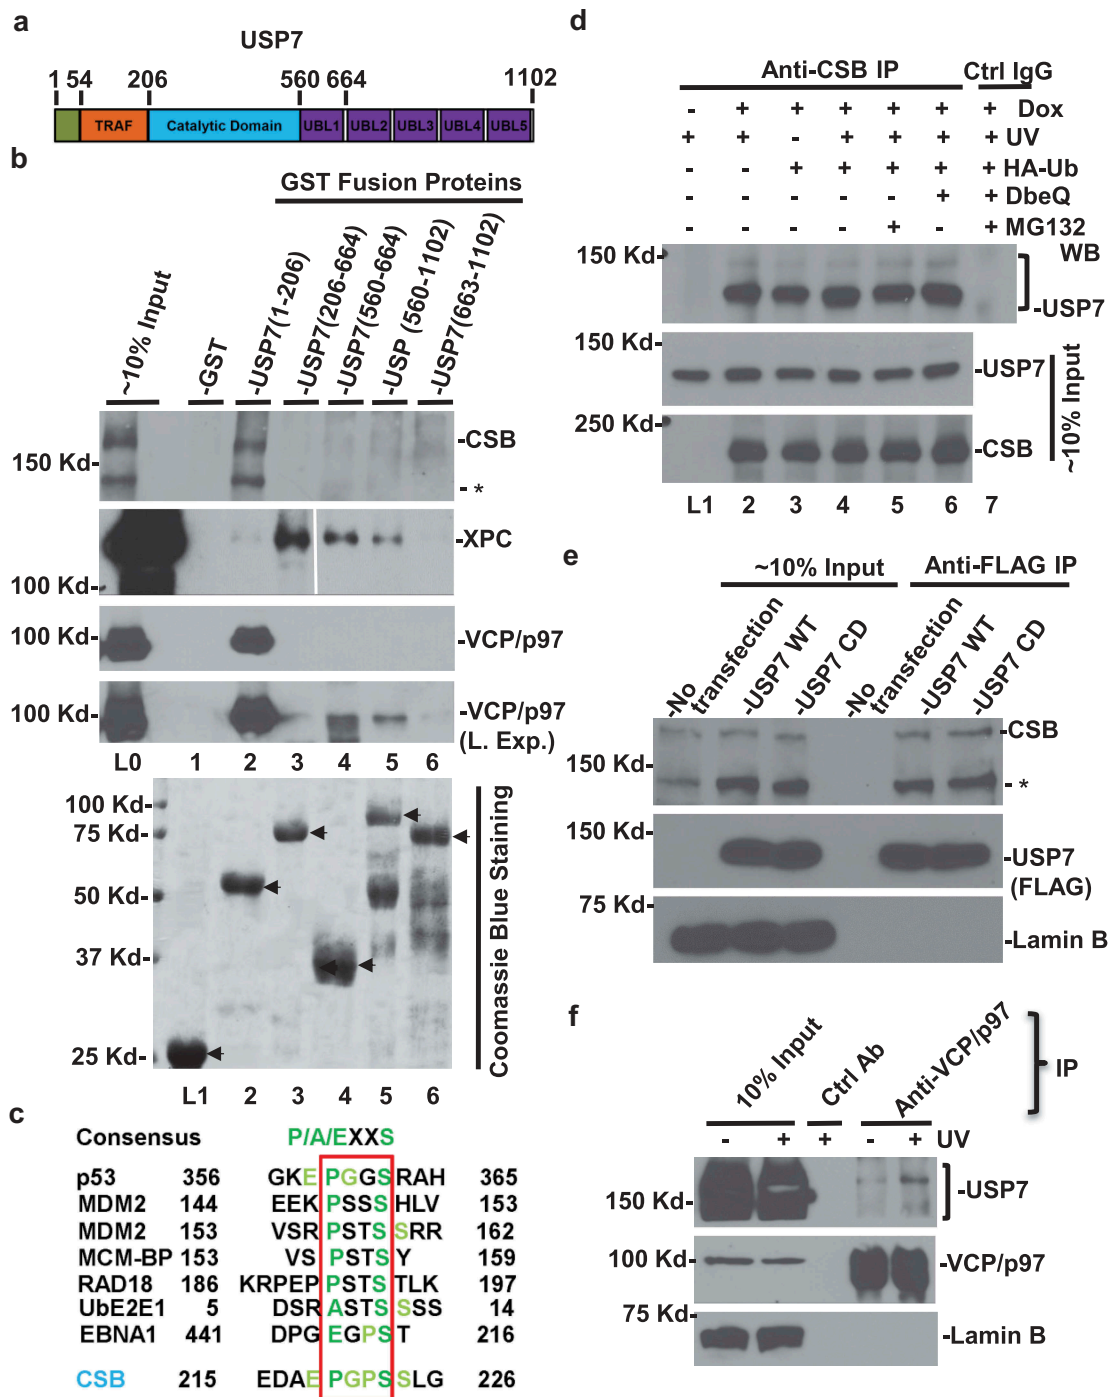 a
USP7
1 54 206 560 664 1102
TRAF Catalytic Domain UBL1 UBL2 UBL3 UBL4 UBL5
b
GST Fusion Proteins
~10% Input
-GST
-USP7(1-206)
-USP7(206-664)
-USP7(560-664)
-USP (560-1102)
-USP7(663-1102)
-CSB
150 Kd-
- *
-XPC
100 Kd-
100 Kd-
-VCP/p97
100 Kd-
-VCP/p97
(L. Exp.)
L0 1 2 3 4 5 6
100 Kd-
75 Kd-
50 Kd-
37 Kd-
25 Kd-
Coomassie Blue Staining
L1 2 3 4 5 6
c
Consensus P/A/EXXS
p53 356 GKEPGGSRAH 365
MDM2 144 EEKPSSSHLV 153
MDM2 153 VSRPSTSSRR 162
MCM-BP 153 VSPSTSY 159
RAD18 186 KRPEPPSTSTLK 197
UbE2E1 5 DSRASTSSSS 14
EBNA1 441 DPGEGPST 216
CSB 215 EDAEPGPSSLG 226
d
Anti-CSB IP Ctrl IgG
- + + + + + + Dox
+ + - + + + + UV
- - + + + + + HA-Ub
- - - - - + + DbeQ
- - - - + - + MG132
150 Kd-
WB
-USP7
150 Kd-
-USP7
250 Kd-
-CSB
~10% Input
L1 2 3 4 5 6 7
e
~10% Input Anti-FLAG IP
-No transfection
-USP7 WT
-USP7 CD
-No transfection
-USP7 WT
-USP7 CD
-CSB
150 Kd-
- *
150 Kd-
-USP7
(FLAG)
75 Kd-
-Lamin B
f
10% Input
Ctrl Ab
Anti-VCP/p97
IP
- + + - + UV
150 Kd-
-USP7
100 Kd-
-VCP/p97
75 Kd-
-Lamin B